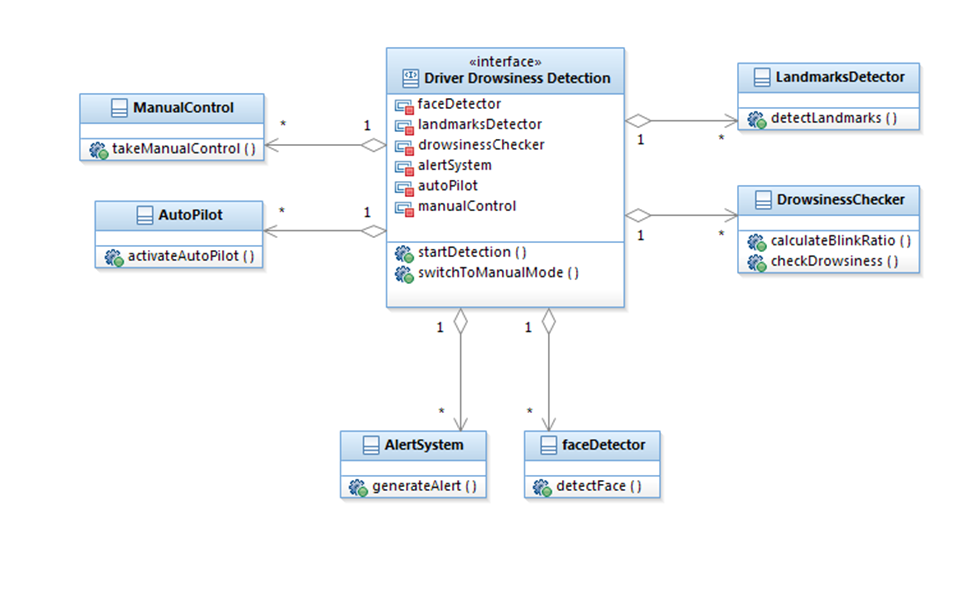 «interface»
Driver Drowsiness Detection
faceDetector
landmarksDetector
drowsinessChecker
alertSystem
autoPilot
manualControl
startDetection ( )
switchToManualMode ( )
ManualControl
takeManualControl ( )
* 1
AutoPilot
activateAutoPilot ( )
* 1
LandmarksDetector
detectLandmarks ( )
1 *
DrowsinessChecker
calculateBlinkRatio ( )
checkDrowsiness ( )
1 *
1
*
AlertSystem
generateAlert ( )
1
*
faceDetector
detectFace ( )